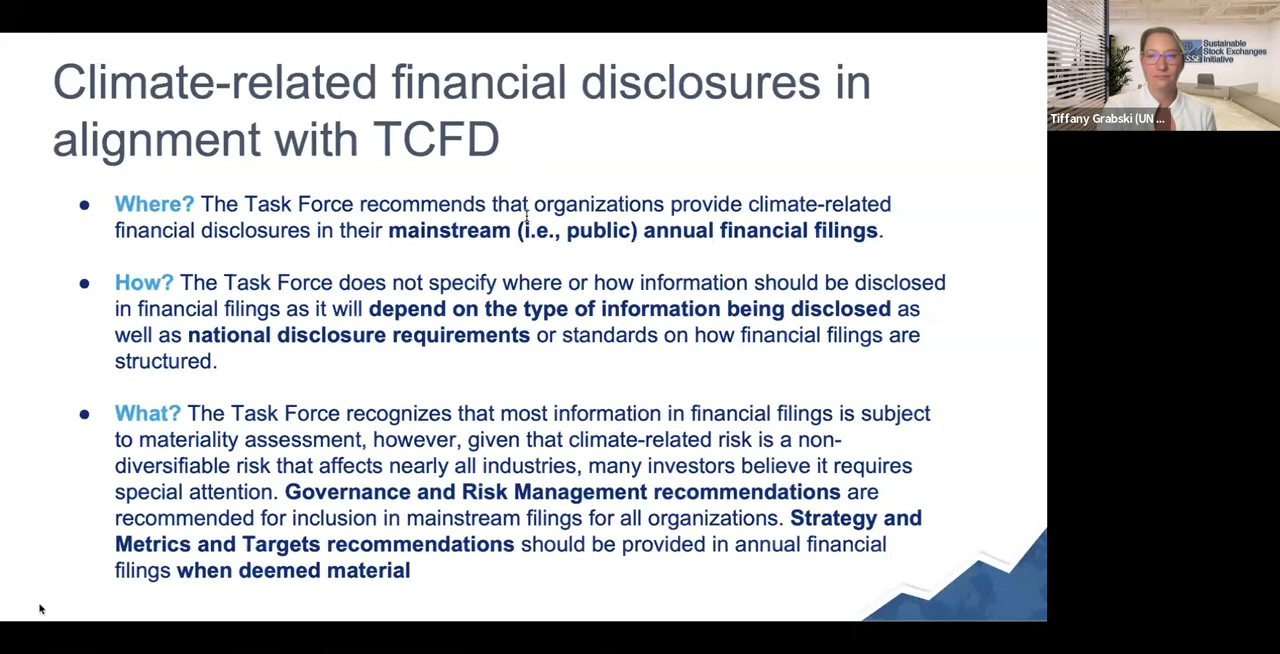 Climate-related financial disclosures in
alignment with TCFD
Where? The Task Force recommends that organizations provide climate-related
financial disclosures in their mainstream (i.e., public) annual financial filings.
How? The Task Force does not specify where or how information should be disclosed
in financial filings as it will depend on the type of information being disclosed as
well as national disclosure requirements or standards on how financial filings are
structured.
What? The Task Force recognizes that most information in financial filings is subject
to materiality assessment, however, given that climate-related risk is a non-
diversifiable risk that affects nearly all industries, many investors believe it requires
special attention. Governance and Risk Management recommendations are
recommended for inclusion in mainstream filings for all organizations. Strategy and
Metrics and Targets recommendations should be provided in annual financial
filings when deemed material
Sustainable
Stock Exchanges
Initiative
Tiffany Grabski (UN ...